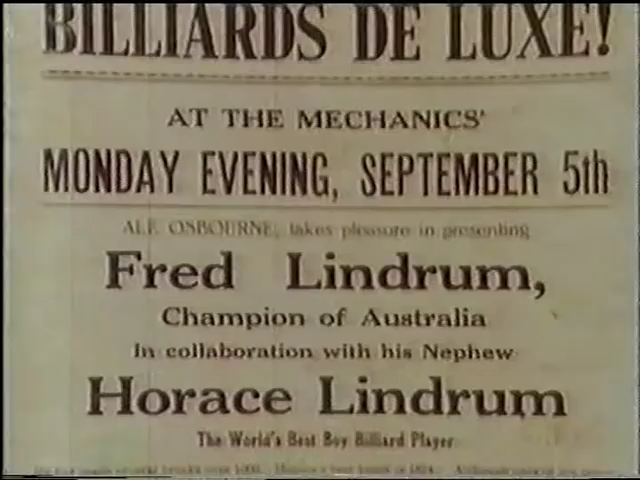 BILLIARDS DE LUXE!
AT THE MECHANICS'
MONDAY EVENING, SEPTEMBER 5th
ALF. OSBOURNE, takes pleasure in presenting
Fred Lindrum,
Champion of Australia
In collaboration with his Nephew
Horace Lindrum
The World's Best Boy Billiard Player